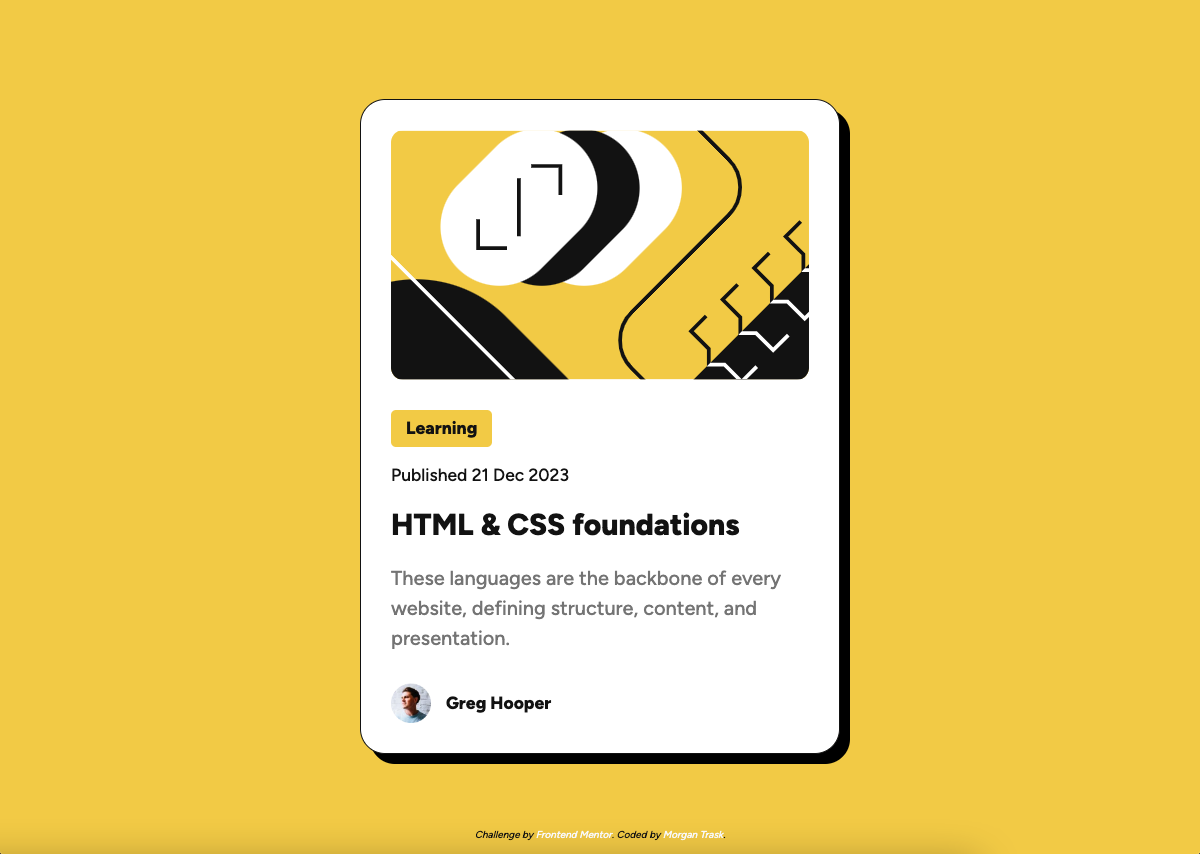 Learning
Published 21 Dec 2023
HTML & CSS foundations
These languages are the backbone of every
website, defining structure, content, and
presentation.
Greg Hooper
Challenge by Frontend Mentor. Coded by Morgan Trask.